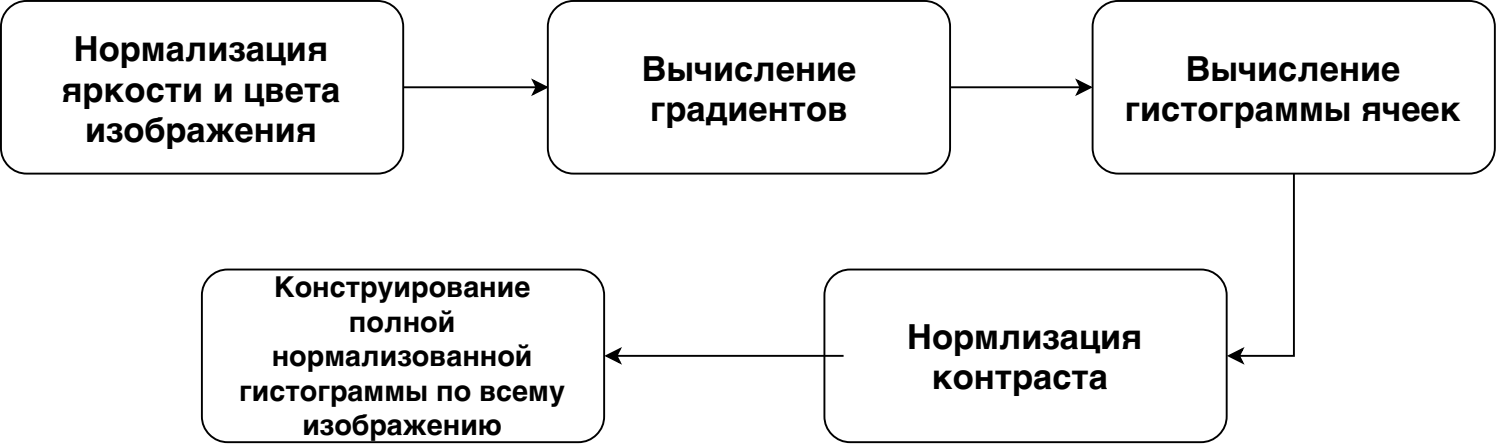 Нормализация
яркости и цвета
изображения
Вычисление
градиентов
Вычисление
гистограммы ячеек
Нормлизация
контраста
Конструирование
полной
нормализованной
гистограммы по всему
изображению